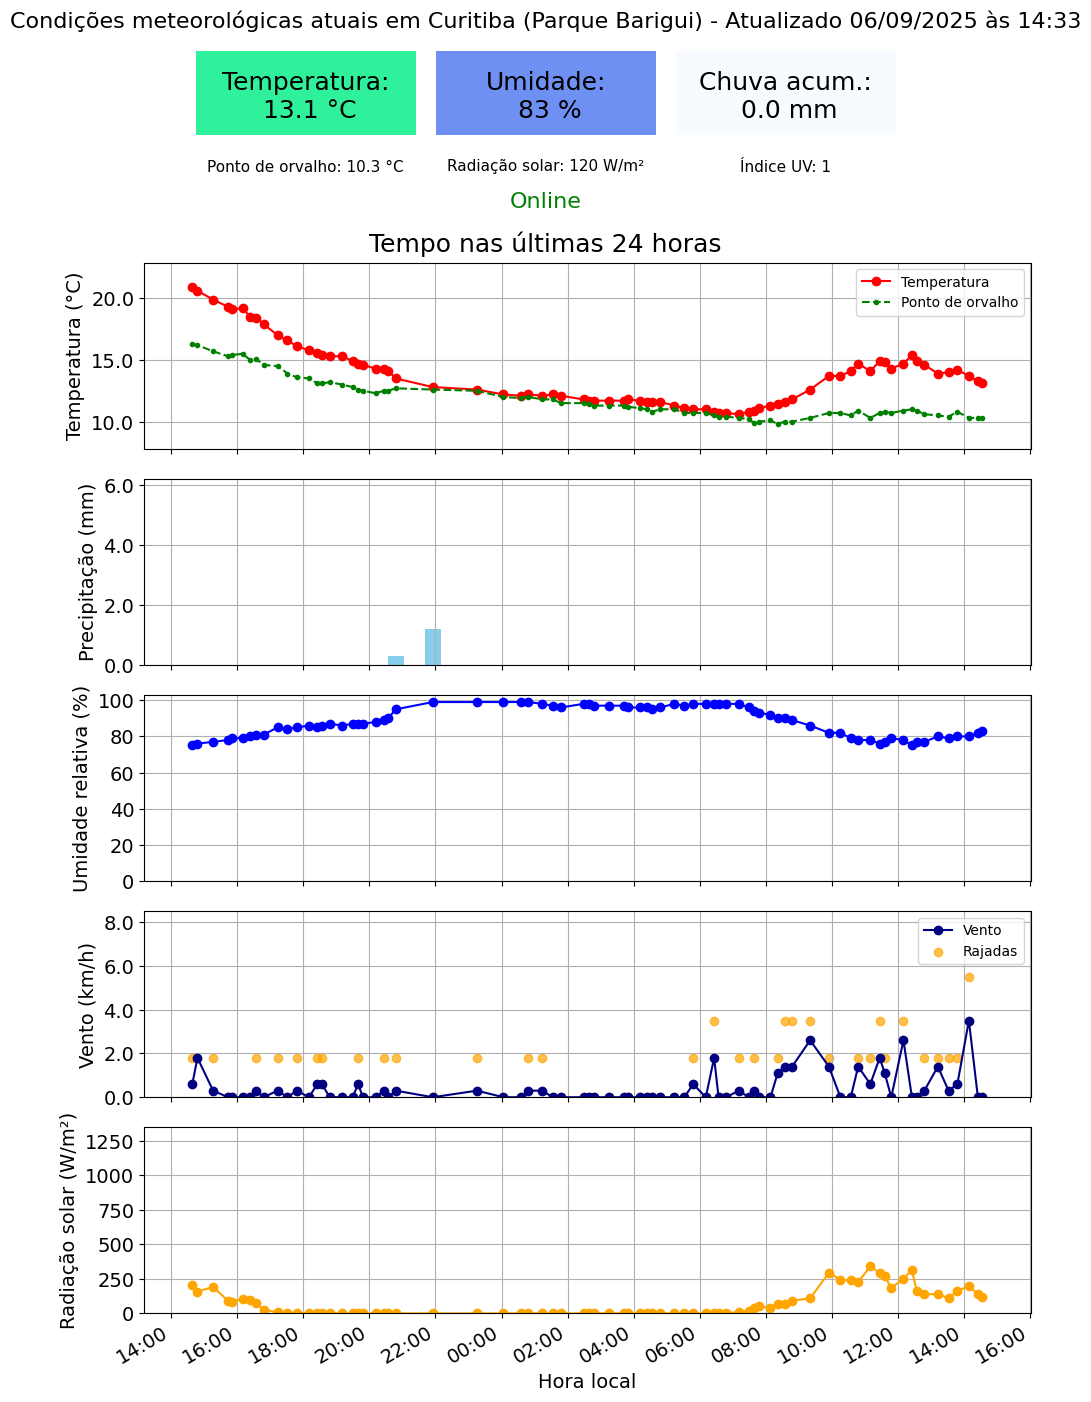 Condições meteorológicas atuais em Curitiba (Parque Barigui) - Atualizado 06/09/2025 às 14:33
Temperatura:
13.1 °C
Umidade:
83 %
Chuva acum.:
0.0 mm
Ponto de orvalho: 10.3 °C
Radiação solar: 120 W/m²
Índice UV: 1
Online
Tempo nas últimas 24 horas
Temperatura (°C)
20.0
15.0
10.0
Temperatura
Ponto de orvalho
Precipitação (mm)
6.0
4.0
2.0
0.0
Umidade relativa (%)
100
80
60
40
20
0
Vento (km/h)
8.0
6.0
4.0
2.0
0.0
Vento
Rajadas
Radiação solar (W/m²)
1250
1000
750
500
250
0
14:00
16:00
18:00
20:00
22:00
00:00
02:00
04:00
06:00
08:00
10:00
12:00
14:00
16:00
Hora local